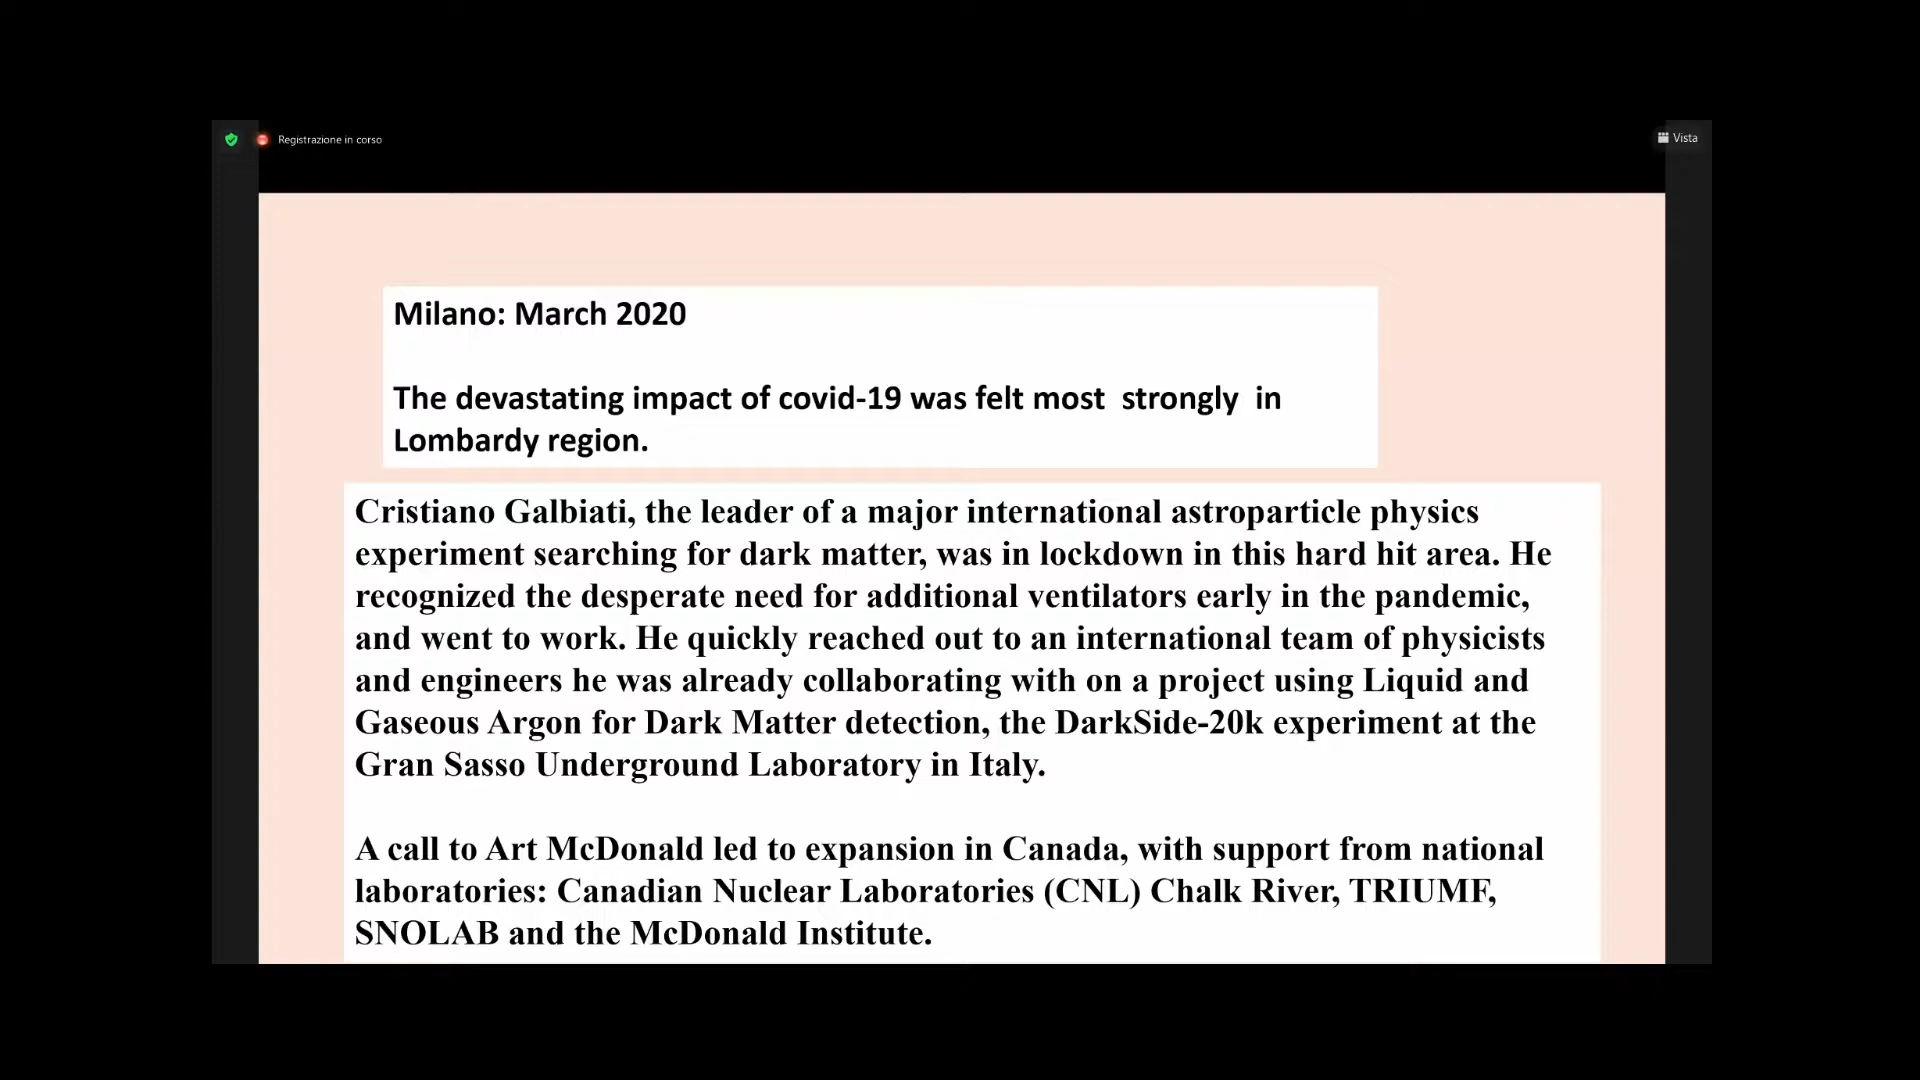 Registrazione in corso
Vista
Milano: March 2020
The devastating impact of covid-19 was felt most strongly in
Lombardy region.
Cristiano Galbiati, the leader of a major international astroparticle physics
experiment searching for dark matter, was in lockdown in this hard hit area. He
recognized the desperate need for additional ventilators early in the pandemic,
and went to work. He quickly reached out to an international team of physicists
and engineers he was already collaborating with on a project using Liquid and
Gaseous Argon for Dark Matter detection, the DarkSide-20k experiment at the
Gran Sasso Underground Laboratory in Italy.
A call to Art McDonald led to expansion in Canada, with support from national
laboratories: Canadian Nuclear Laboratories (CNL) Chalk River, TRIUMF,
SNOLAB and the McDonald Institute.